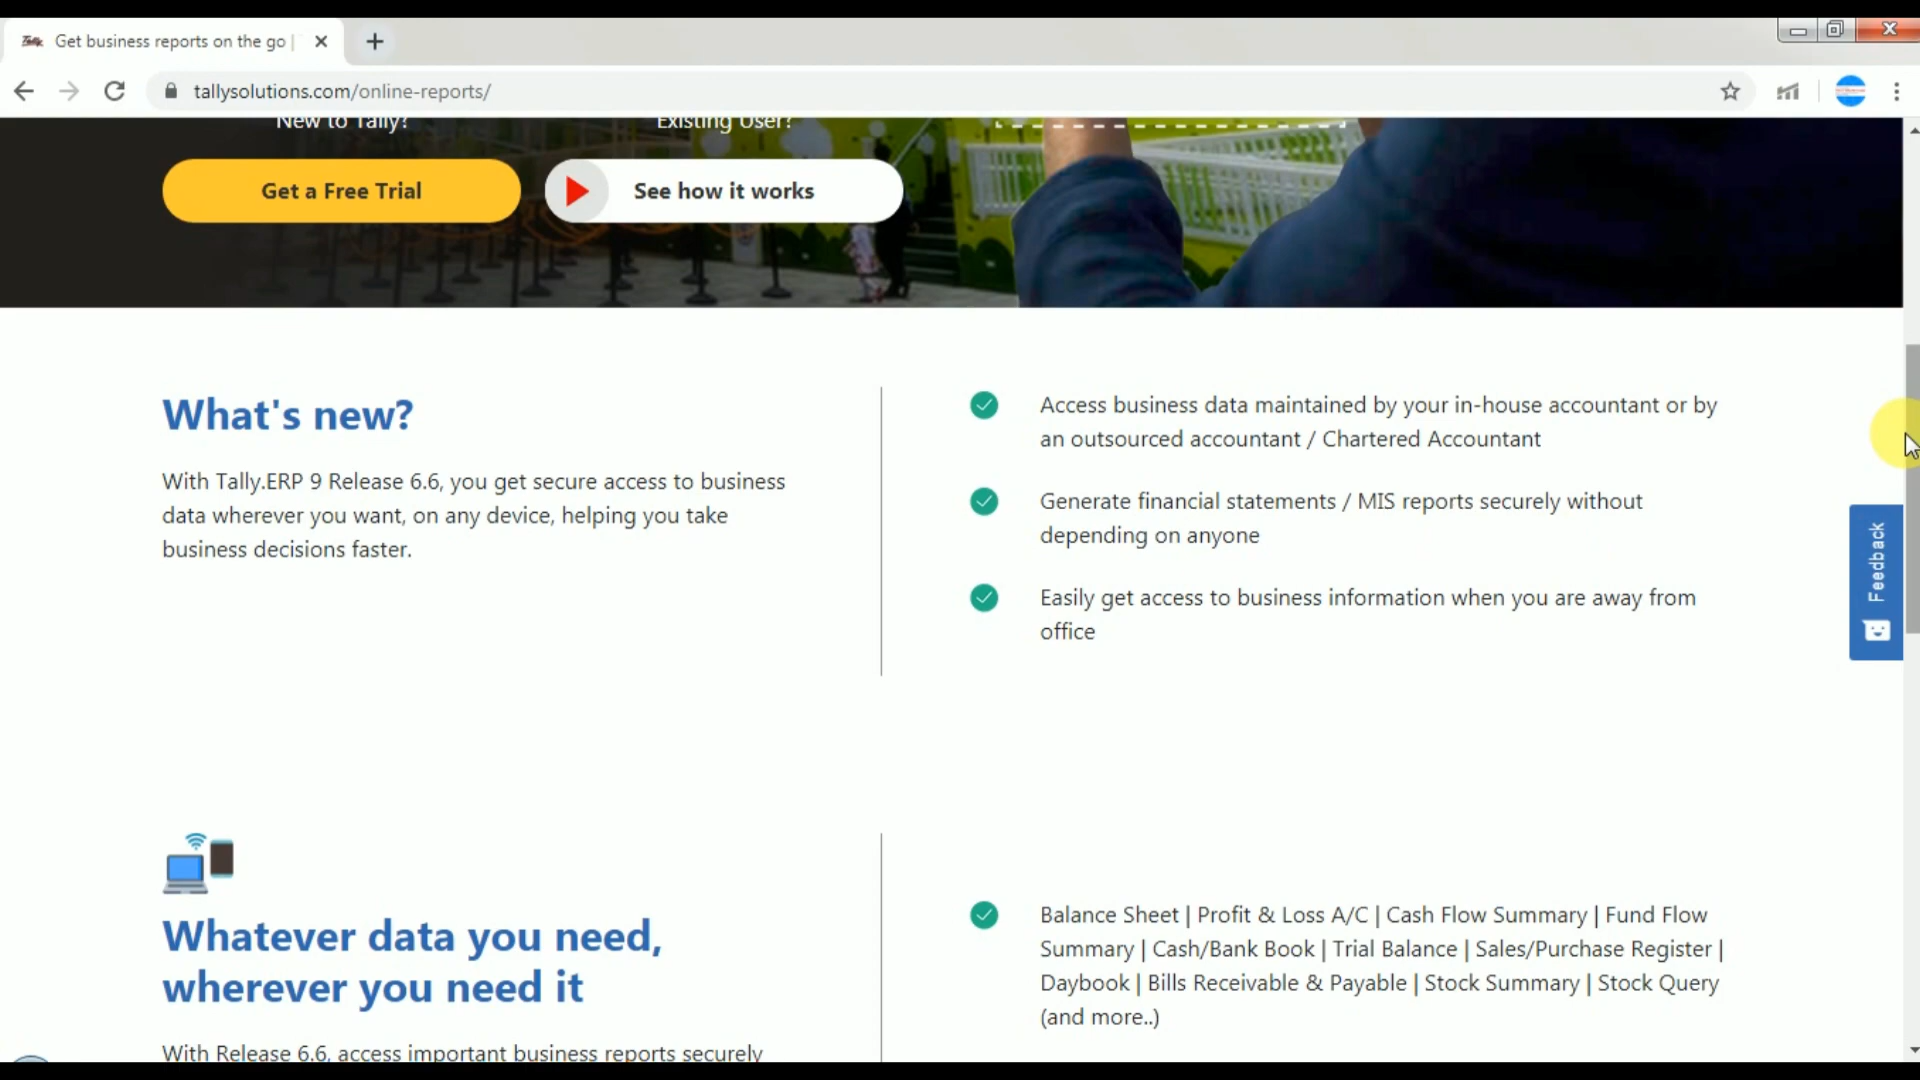 Tally
Get business reports on the go |
tallysolutions.com/online-reports/
New to Tally?
Existing User?
Get a Free Trial
See how it works
What's new?
With Tally.ERP 9 Release 6.6, you get secure access to business
data wherever you want, on any device, helping you take
business decisions faster.
Access business data maintained by your in-house accountant or by
an outsourced accountant / Chartered Accountant
Generate financial statements / MIS reports securely without
depending on anyone
Easily get access to business information when you are away from
office
Feedback
Whatever data you need,
wherever you need it
With Release 6.6, access important business reports securely
Balance Sheet | Profit & Loss A/C | Cash Flow Summary | Fund Flow
Summary | Cash/Bank Book | Trial Balance | Sales/Purchase Register |
Daybook | Bills Receivable & Payable | Stock Summary | Stock Query
(and more..)